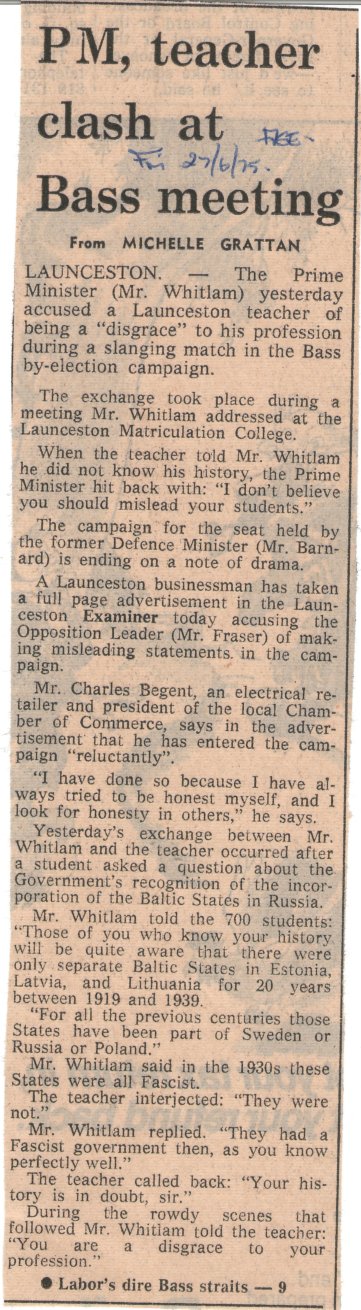 PM, teacher
clash at
Bass meeting
Fri 27/6/75.
From MICHELLE GRATTAN
LAUNCESTON. — The Prime
Minister (Mr. Whitlam) yesterday
accused a Launceston teacher of
being a “disgrace” to his profession
during a slanging match in the Bass
by-election campaign.
The exchange took place during a
meeting Mr. Whitlam addressed at the
Launceston Matriculation College.
When the teacher told Mr. Whitlam
he did not know his history, the Prime
Minister hit back with: “I don't believe
you should mislead your students.”
The campaign for the seat held by
the former Defence Minister (Mr. Barn-
ard) is ending on a note of drama.
A Launceston businessman has taken
a full page advertisement in the Laun-
ceston Examiner today accusing the
Opposition Leader (Mr. Fraser) of mak-
ing misleading statements. in the cam-
paign.
Mr. Charles Begent, an electrical re-
tailer and president of the local Cham-
ber of Commerce, says in the adver-
tisement that he has entered the cam-
paign “reluctantly”.
“I have done so because I have al-
ways tried to be honest myself, and I
look for honesty in others,” he says.
Yesterday's exchange between Mr.
Whitlam and the teacher occurred after
a student asked a question about the
Government's recognition of the incor-
poration of the Baltic States in Russia.
Mr. Whitlam told the 700 students:
“Those of you who know your history
will be quite aware that there were
only separate Baltic States in Estonia,
Latvia, and Lithuania for 20 years
between 1919 and 1939.
“For all the previous centuries those
States have been part of Sweden or
Russia or Poland.”
Mr. Whitlam said in the 1930s these
States were all Fascist.
The teacher interjected: “They were
not.”
Mr. Whitlam replied. “They had a
Fascist government then, as you know
perfectly well.”
The teacher called back: “Your his-
tory is in doubt, sir.”
During the rowdy scenes that
followed Mr. Whitlam told the teacher:
“You are a disgrace to your
profession.”
● Labor's dire Bass straits — 9